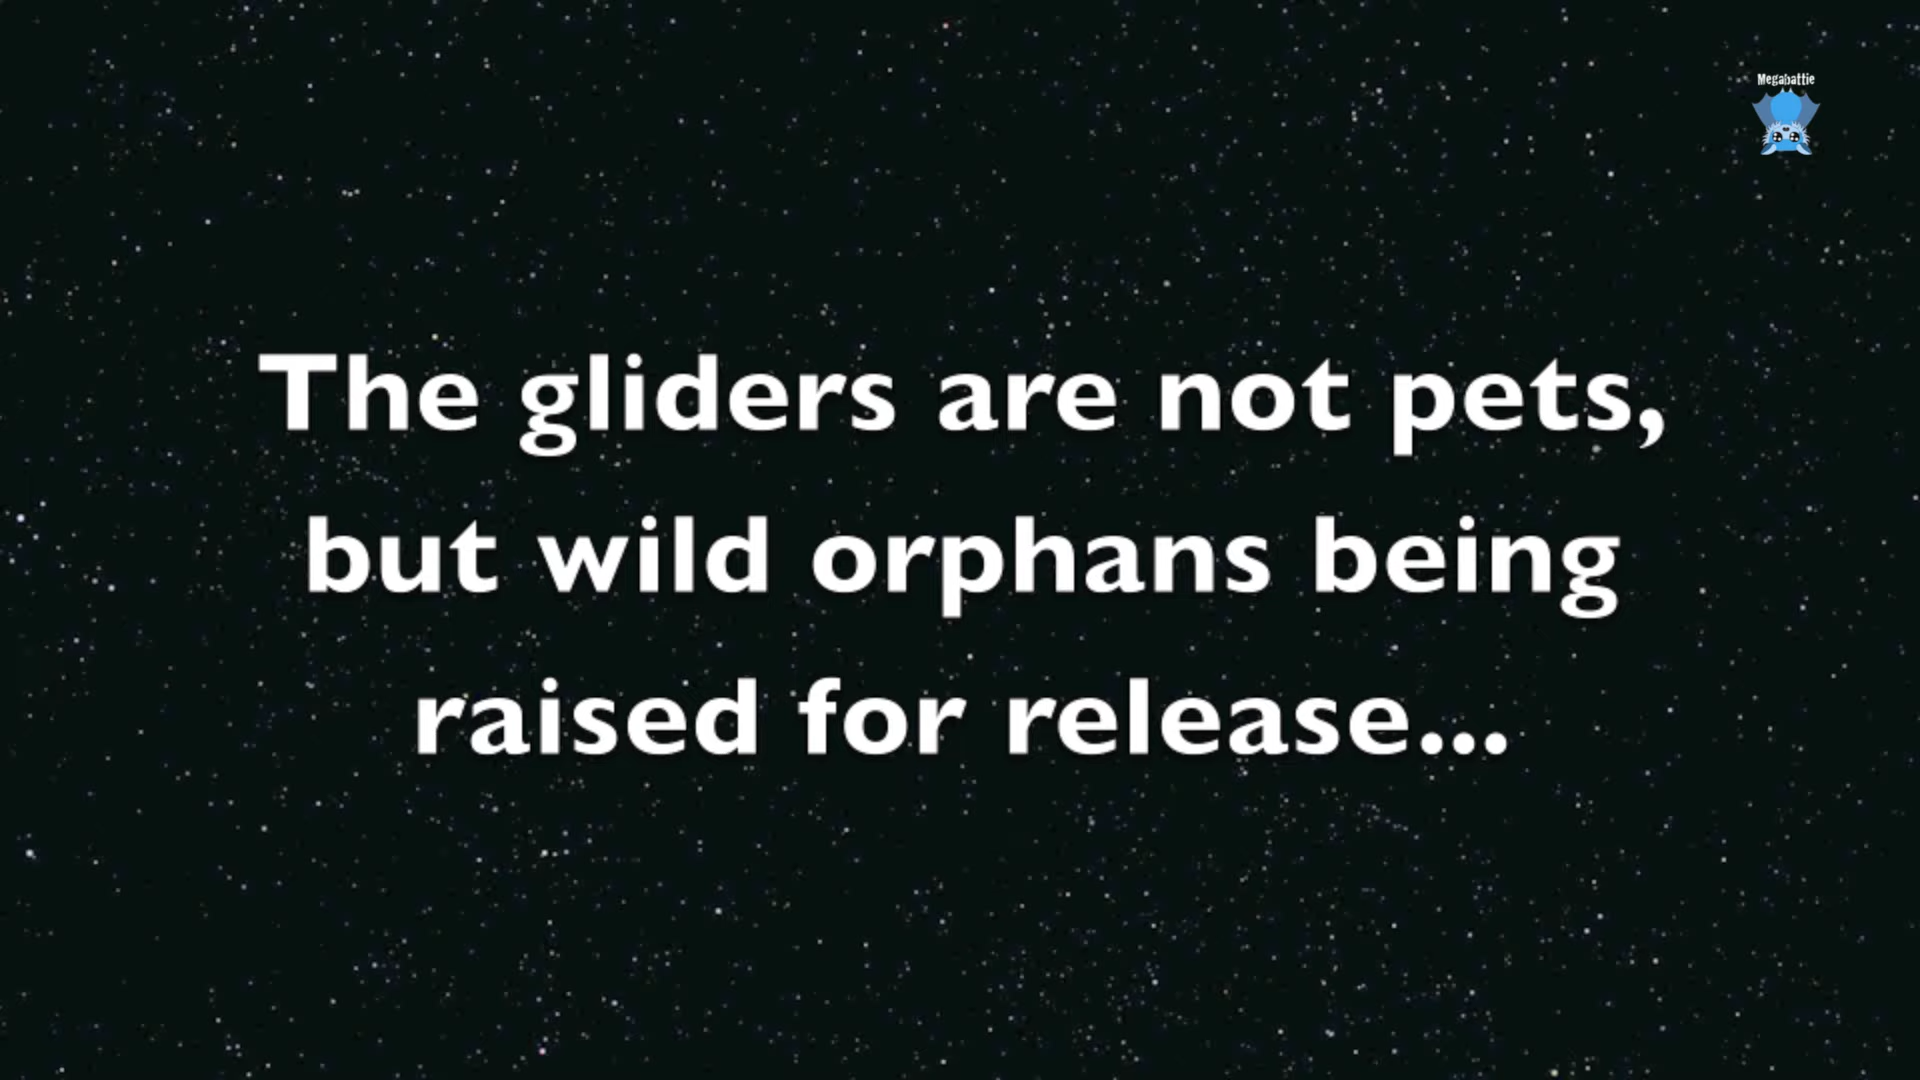 Megabattie
The gliders are not pets,
but wild orphans being
raised for release...